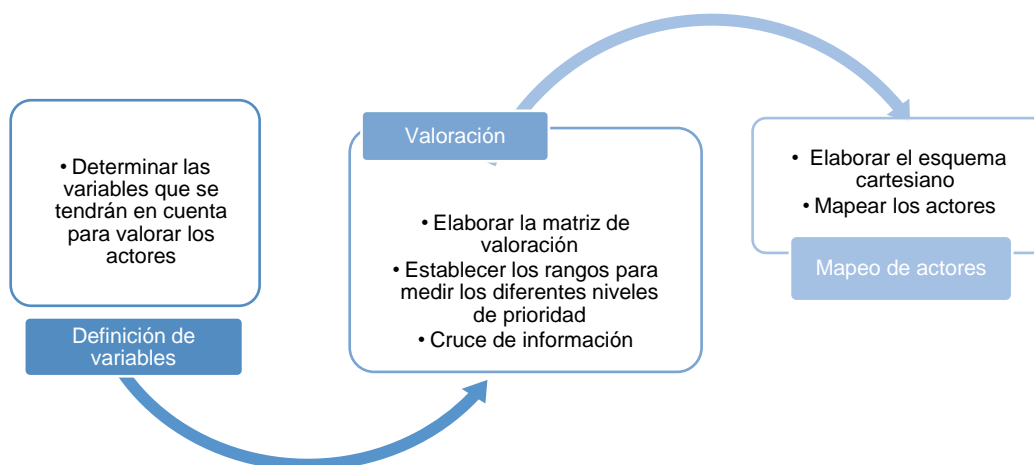 • Determinar las
variables que se
tendrán en cuenta
para valorar los
actores
Definición de
variables
Valoración
• Elaborar la matriz de
valoración
• Establecer los rangos para
medir los diferentes niveles
de prioridad
• Cruce de información
• Elaborar el esquema
cartesiano
• Mapear los actores
Mapeo de actores